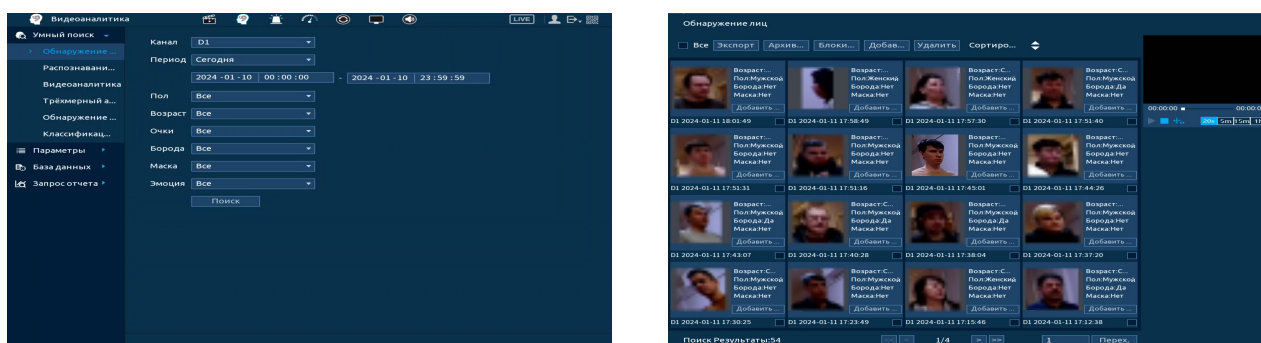 Видеоаналитика
LIVE
Умный поиск
Обнаружение ...
Распознавани...
Видеоаналитика
Трёхмерный а...
Обнаружение ...
Классификац...
Параметры
База данных
Запрос отчета
Канал D1
Период Сегодня
2024 -01 -10 00 : 00 : 00 - 2024 -01 -10 23 : 59 : 59
Пол Все
Возраст Все
Очки Все
Борода Все
Маска Все
Эмоция Все
Поиск
Обнаружение лиц
Все Экспорт Архив... Блоки... Добав... Удалить Сортиро...
Возраст:... Возраст:... Возраст:С... Возраст:С...
Пол:Мужской Пол:Женский Пол:Женский Пол:Мужской
Борода:Нет Борода:Нет Борода:Нет Борода:Да
Маска:Нет Маска:Нет Маска:Нет Маска:Нет
Добавить ... Добавить ... Добавить ... Добавить ...
D1 2024-01-11 18:01:49 D1 2024-01-11 17:58:49 D1 2024-01-11 17:57:30 D1 2024-01-11 17:51:40
Возраст:... Возраст:... Возраст:... Возраст:...
Пол:Мужской Пол:Мужской Пол:Мужской Пол:Мужской
Борода:Нет Борода:Нет Борода:Нет Борода:Нет
Маска:Нет Маска:Нет Маска:Нет Маска:Нет
Добавить ... Добавить ... Добавить ... Добавить ...
D1 2024-01-11 17:51:31 D1 2024-01-11 17:51:16 D1 2024-01-11 17:45:01 D1 2024-01-11 17:44:26
Возраст:... Возраст:С... Возраст:С... Возраст:С...
Пол:Мужской Пол:Мужской Пол:Мужской Пол:Мужской
Борода:Да Борода:Да Борода:Да Борода:Нет
Маска:Нет Маска:Нет Маска:Нет Маска:Нет
Добавить ... Добавить ... Добавить ... Добавить ...
D1 2024-01-11 17:43:07 D1 2024-01-11 17:40:28 D1 2024-01-11 17:38:04 D1 2024-01-11 17:37:20
Возраст:С... Возраст:С... Возраст:С... Возраст:С...
Пол:Мужской Пол:Мужской Пол:Женский Пол:Мужской
Борода:Нет Борода:Нет Борода:Нет Борода:Да
Маска:Нет Маска:Нет Маска:Нет Маска:Нет
Добавить ... Добавить ... Добавить ... Добавить ...
D1 2024-01-11 17:30:25 D1 2024-01-11 17:23:49 D1 2024-01-11 17:15:46 D1 2024-01-11 17:12:38
Поиск Результаты:54 1/4 1 Перех.
00:00:00 00:00:0
20s 5m 15m 1h